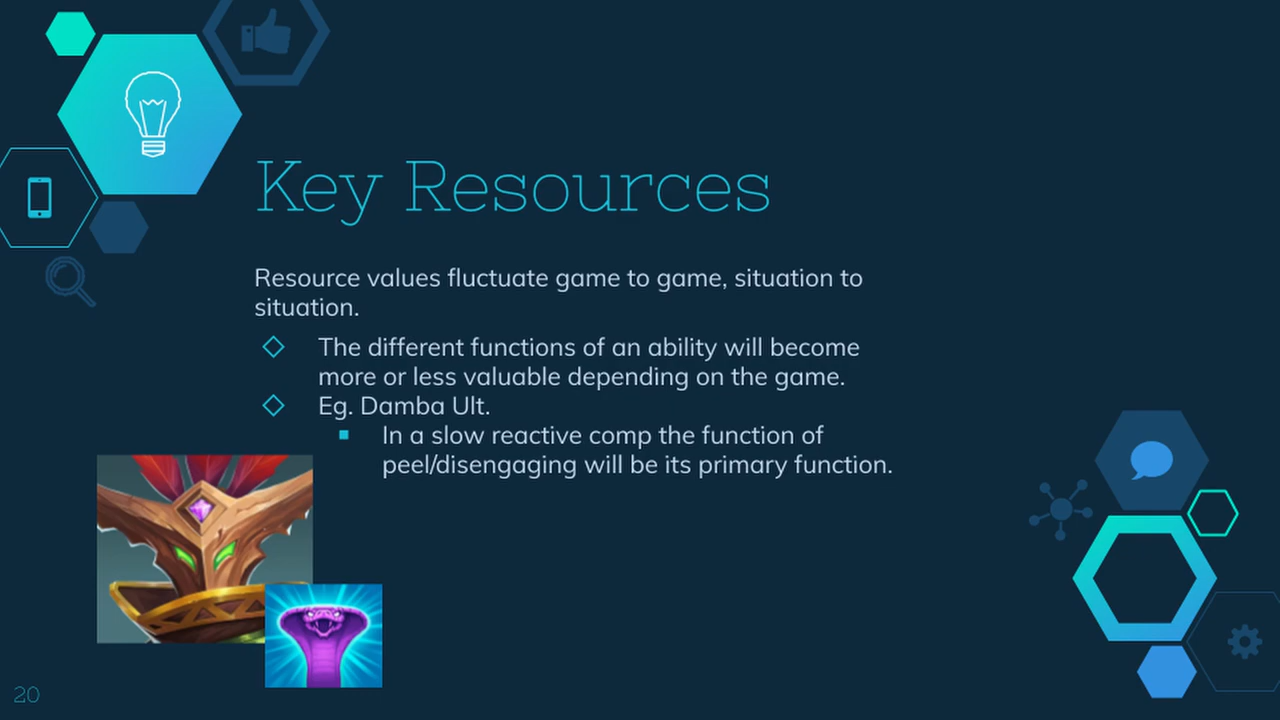 Key Resources
Resource values fluctuate game to game, situation to
situation.
The different functions of an ability will become
more or less valuable depending on the game.
Eg. Damba Ult.
In a slow reactive comp the function of
peel/disengaging will be its primary function.
20